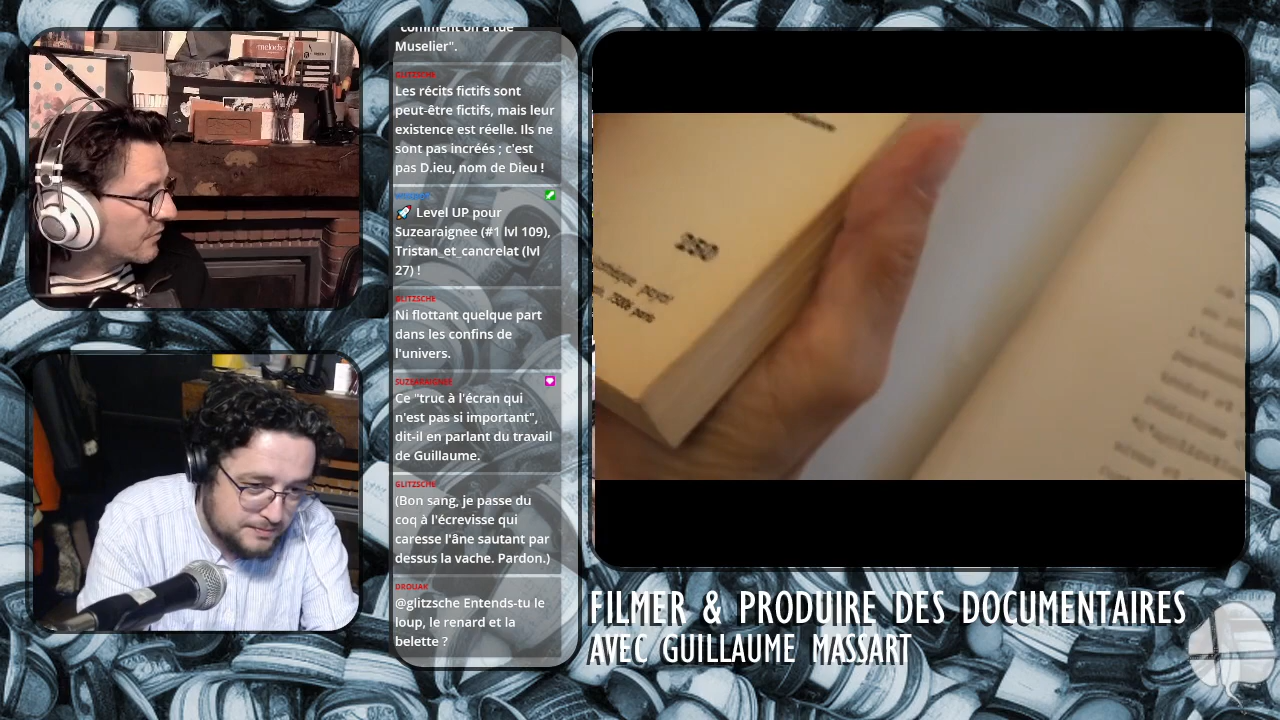 "comment on a tué
Muselier".
GLITZSCHE
Les récits fictifs sont
peut-être fictifs, mais leur
existence est réelle. Ils ne
sont pas incréés ; c'est
pas D.ieu, nom de Dieu !
🚀 Level UP pour
Suzearaignee (#1 lvl 109),
Tristan_et_cancrelat (lvl
27) !
GLITZSCHE
Ni flottant quelque part
dans les confins de
l'univers.
SUZEARAIGNEE
Ce "truc à l'écran qui
n'est pas si important",
dit-il en parlant du travail
de Guillaume.
GLITZSCHE
(Bon sang, je passe du
coq à l'écrevisse qui
caresse l'âne sautant par
dessus la vache. Pardon.)
DROUAK
@glitzsche Entends-tu le
loup, le renard et la
belette ?
250
payot
FILMER & PRODUIRE DES DOCUMENTAIRES
AVEC GUILLAUME MASSART